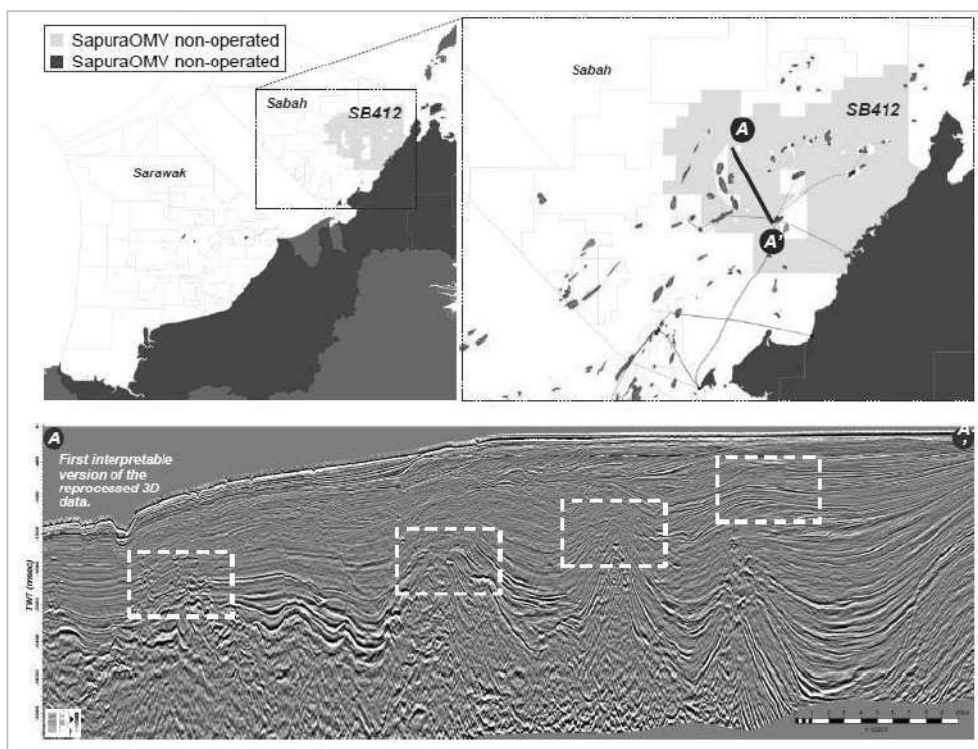 SapuraOMV non-operated
SapuraOMV non-operated
Sabah
SB412
Sarawak
Sabah
SB412
A
A'
A
First interpretable
version of the
reprocessed 3D
data.
A'
TWT (msec)